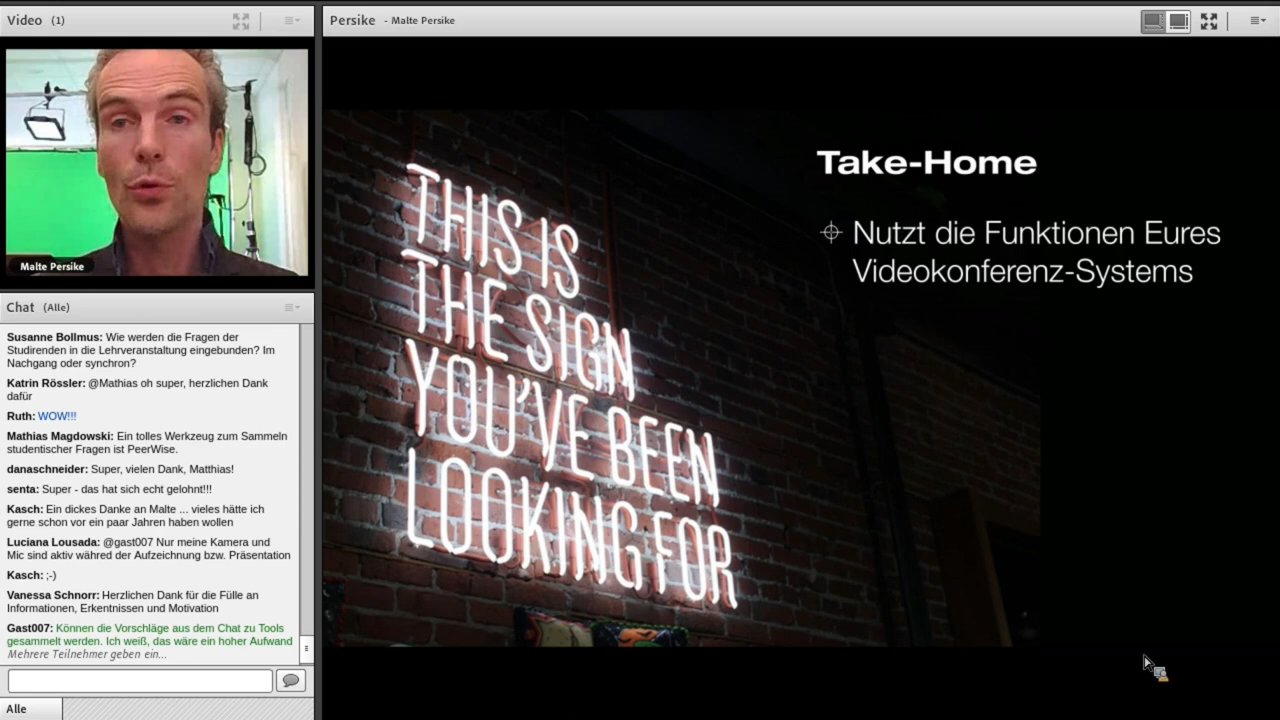 Video (1)
Malte Persike
Chat (Alle)
Susanne Bollmus: Wie werden die Fragen der
Studirenden in die Lehrveranstaltung eingebunden? Im
Nachgang oder synchron?
Katrin Rössler: @Mathias oh super, herzlichen Dank
dafür
Ruth: WOW!!!
Mathias Magdowski: Ein tolles Werkzeug zum Sammeln
studentischer Fragen ist PeerWise.
danaschneider: Super, vielen Dank, Matthias!
senta: Super - das hat sich echt gelohnt!!!
Kasch: Ein dickes Danke an Malte ... vieles hätte ich
gerne schon vor ein paar Jahren haben wollen
Luciana Lousada: @gast007 Nur meine Kamera und
Mic sind aktiv währed der Aufzeichnung bzw. Präsentation
Kasch: ;-)
Vanessa Schnorr: Herzlichen Dank für die Fülle an
Informationen, Erkentnissen und Motivation
Gast007: Können die Vorschläge aus dem Chat zu Tools
gesammelt werden. Ich weiß, das wäre ein hoher Aufwand
Mehrere Teilnehmer geben ein...
Alle
Persike - Malte Persike
THIS IS
THE SIGN
YOU'VE BEEN
LOOKING FOR
Take-Home
Nutzt die Funktionen Eures
Videokonferenz-Systems